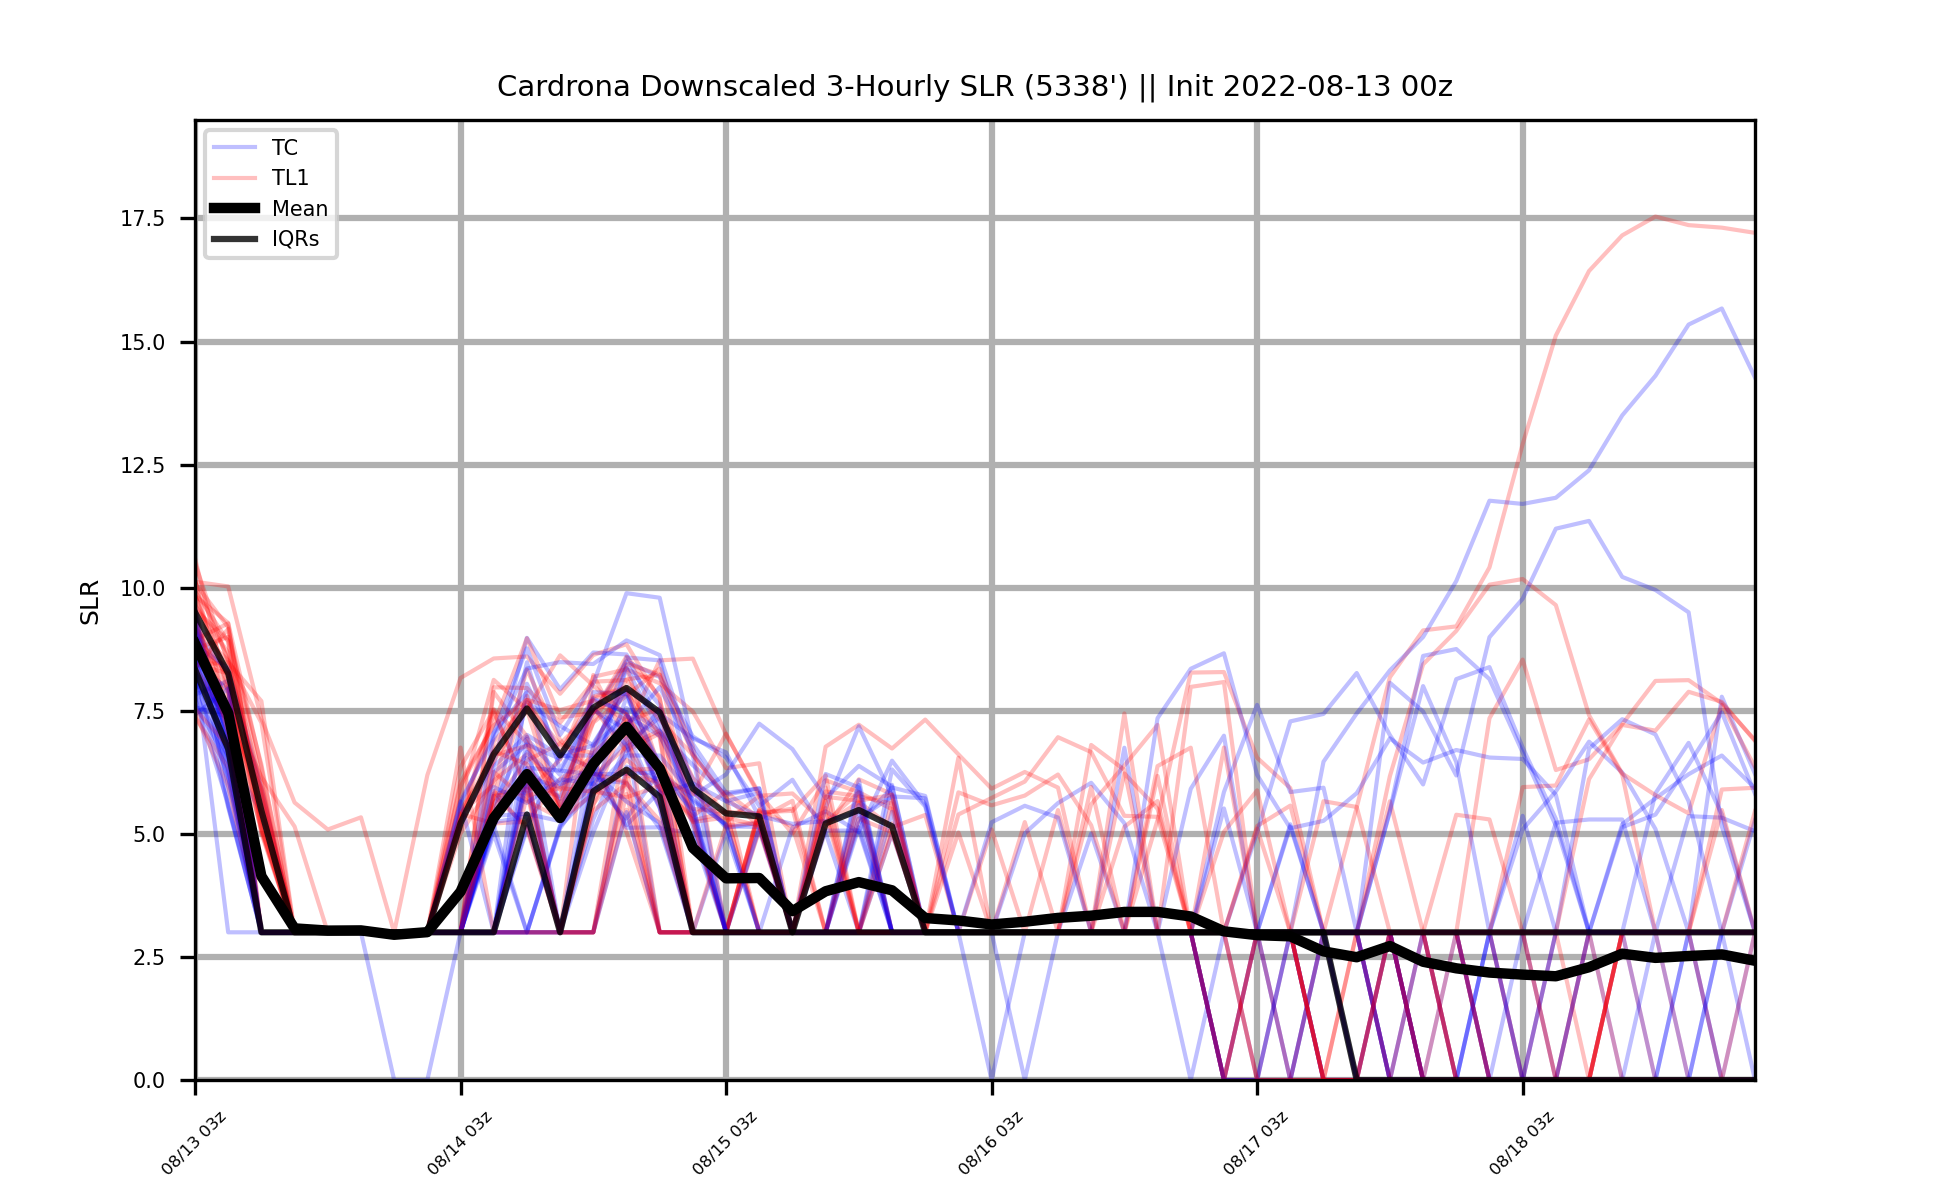 Cardrona Downscaled 3-Hourly SLR (5338') || Init 2022-08-13 00z
TC
TL1
Mean
IQRs
SLR
17.5
15.0
12.5
10.0
7.5
5.0
2.5
0.0
08/13 03z
08/14 03z
08/15 03z
08/16 03z
08/17 03z
08/18 03z